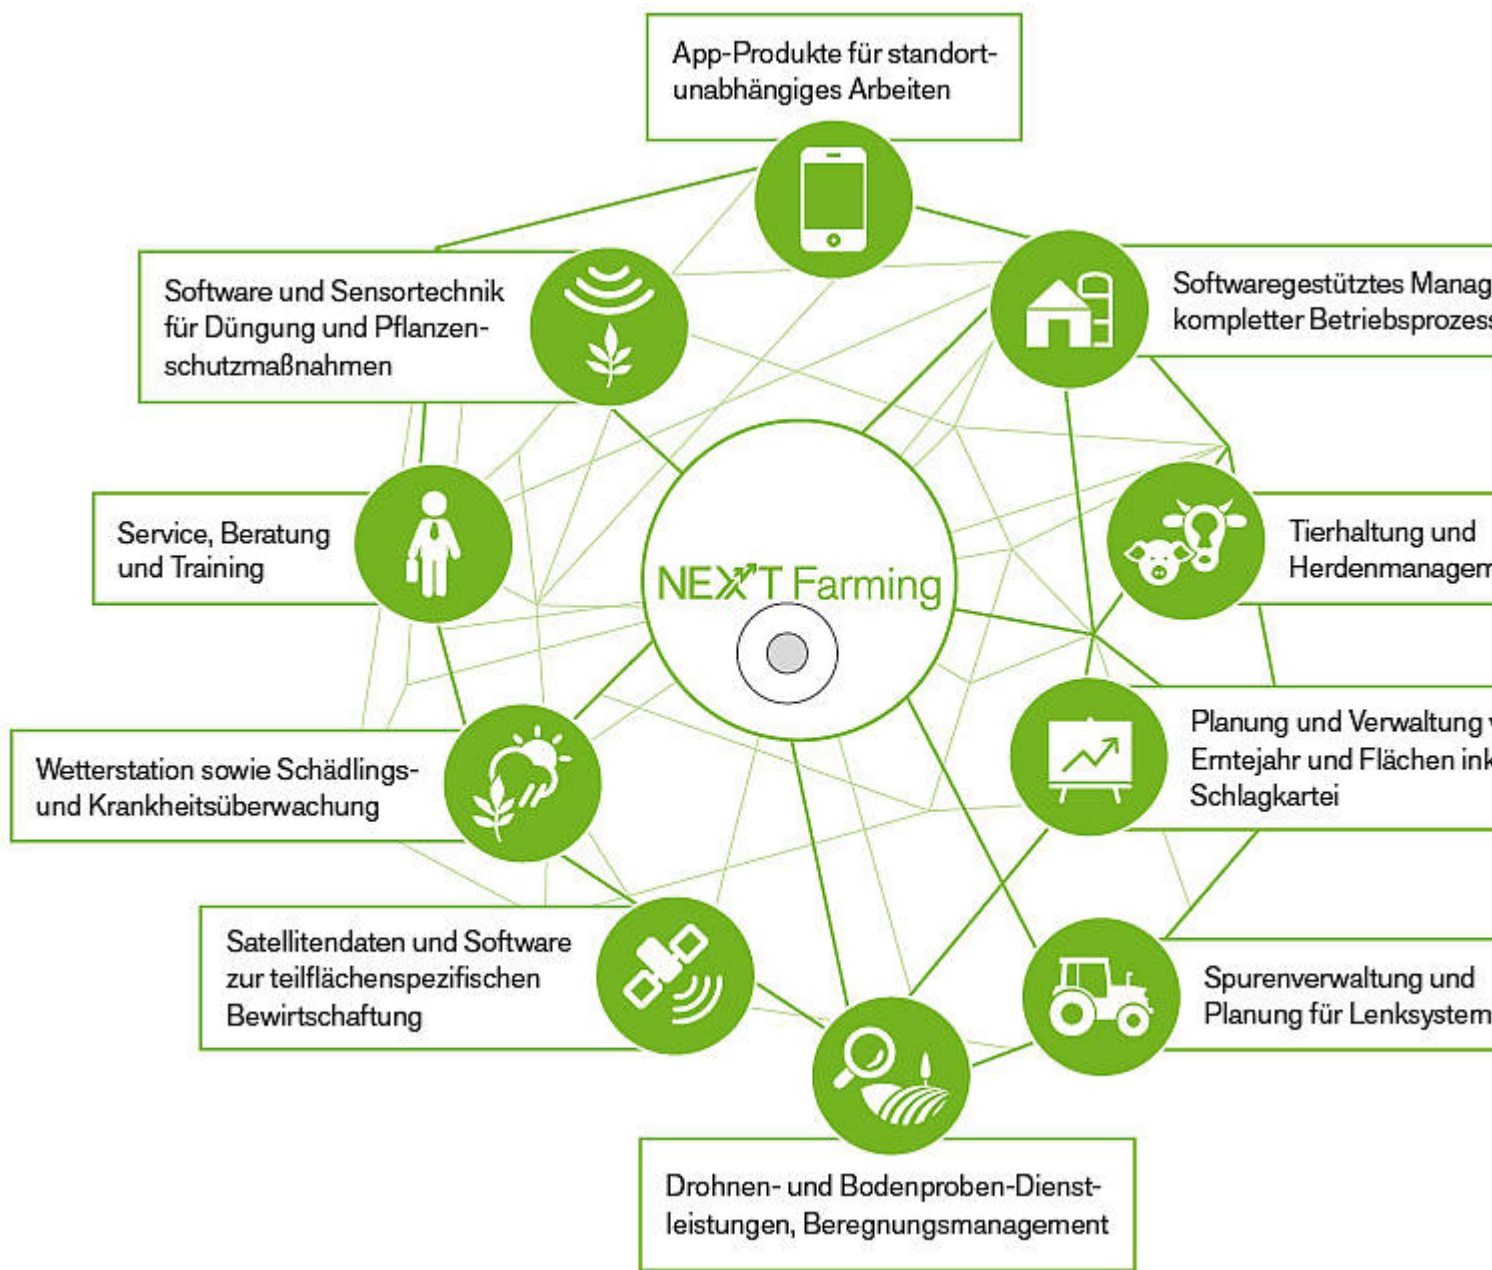 App-Produkte für standort-
unabhängiges Arbeiten
Software und Sensortechnik
für Düngung und Pflanzen-
schutzmaßnahmen
Softwaregestütztes Manag
kompletter Betriebsprozess
Service, Beratung
und Training
NEXT Farming
Tierhaltung und
Herdenmanagem
Wetterstation sowie Schädlings-
und Krankheitsüberwachung
Planung und Verwaltung v
Erntejahr und Flächen ink
Schlagkartei
Satellitendaten und Software
zur teilflächenspezifischen
Bewirtschaftung
Spurenverwaltung und
Planung für Lenksystem
Drohnen- und Bodenproben-Dienst-
leistungen, Beregnungsmanagement